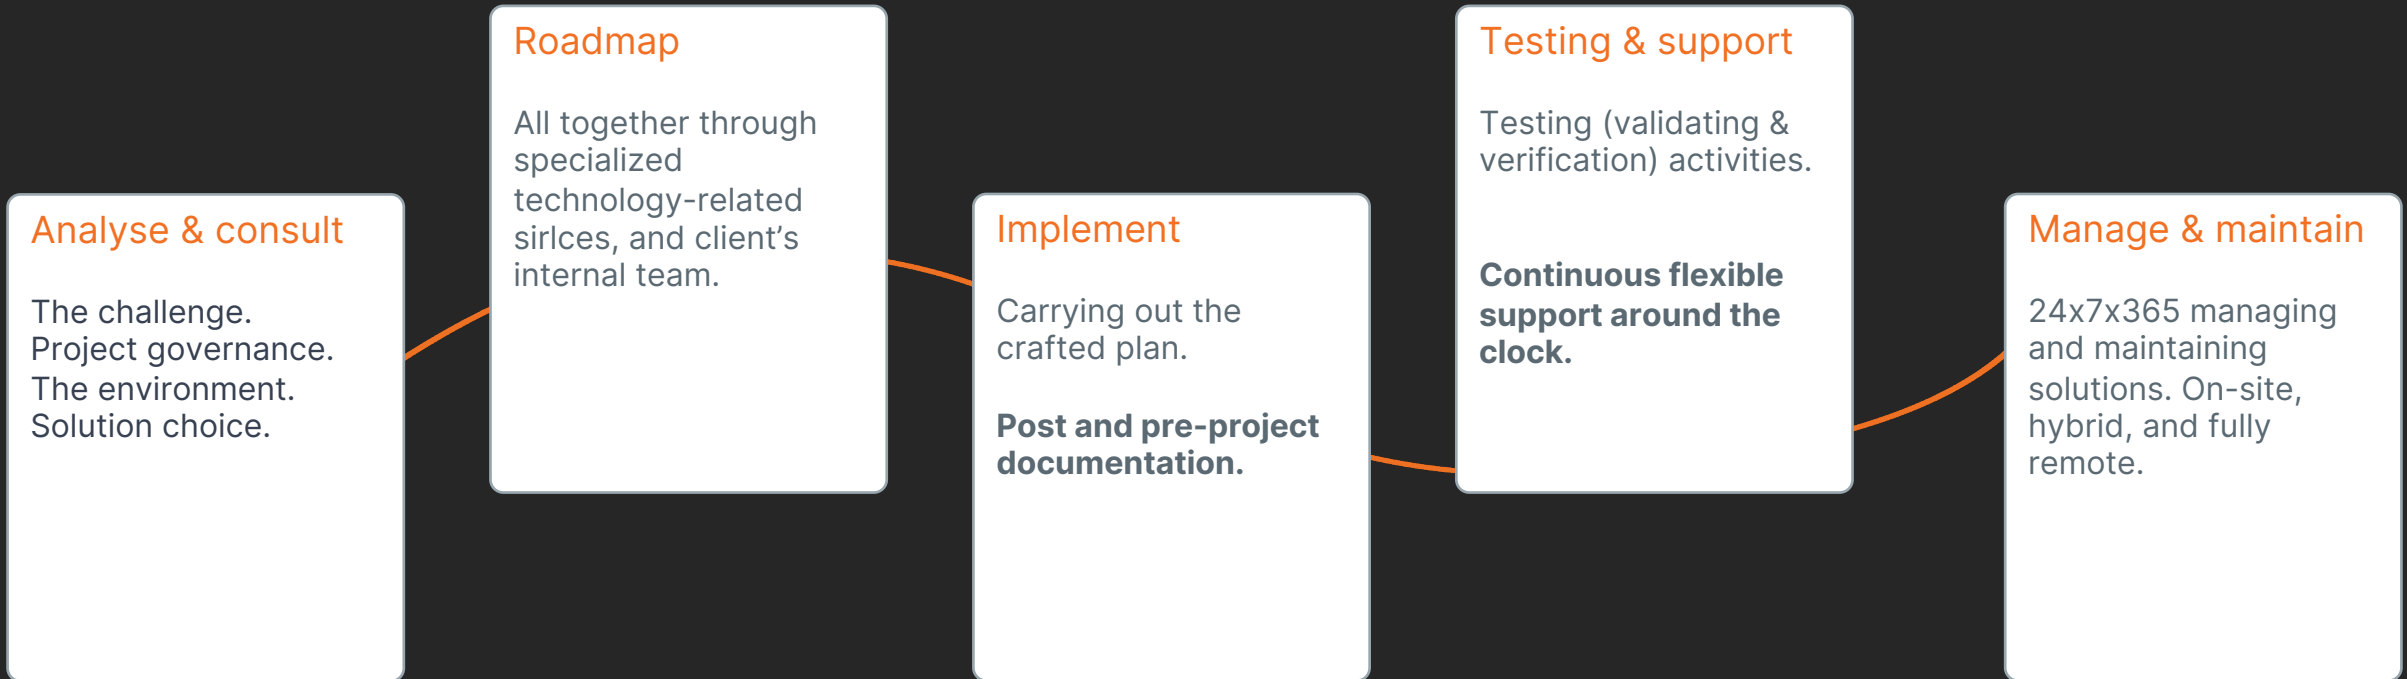 Analyse & consult
The challenge.
Project governance.
The environment.
Solution choice.
Roadmap
All together through
specialized
technology-related
sirlces, and client’s
internal team.
Implement
Carrying out the
crafted plan.
Post and pre-project
documentation.
Testing & support
Testing (validating &
verification) activities.
Continuous flexible
support around the
clock.
Manage & maintain
24x7x365 managing
and maintaining
solutions. On-site,
hybrid, and fully
remote.